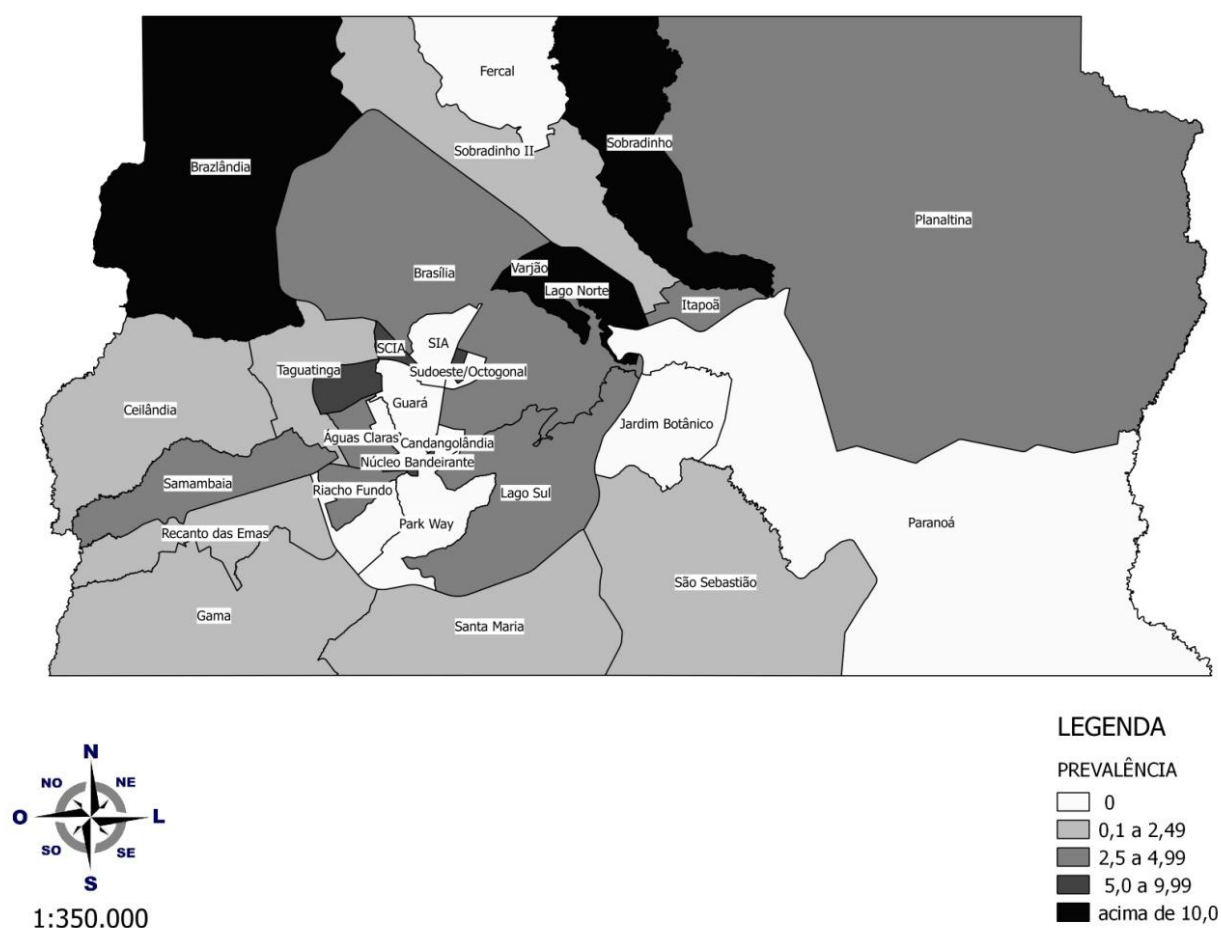 Fercal
Sobradinho II
Sobradinho
Brazlândia
Planaltina
Varjão
Brasília
Lago Norte
Itapoã
SCIA
SIA
Taguatinga
Sudoeste/Octogonal
Guará
Ceilândia
Jardim Botânico
Águas Claras
Candangolândia
Núcleo Bandeirante
Samambaia
Riacho Fundo
Lago Sul
Park Way
Paranoá
Recanto das Emas
São Sebastião
Gama
Santa Maria
N
NO
NE
O
L
SO
SE
S
1:350.000
LEGENDA
PREVALÊNCIA
0
0,1 a 2,49
2,5 a 4,99
5,0 a 9,99
acima de 10,0